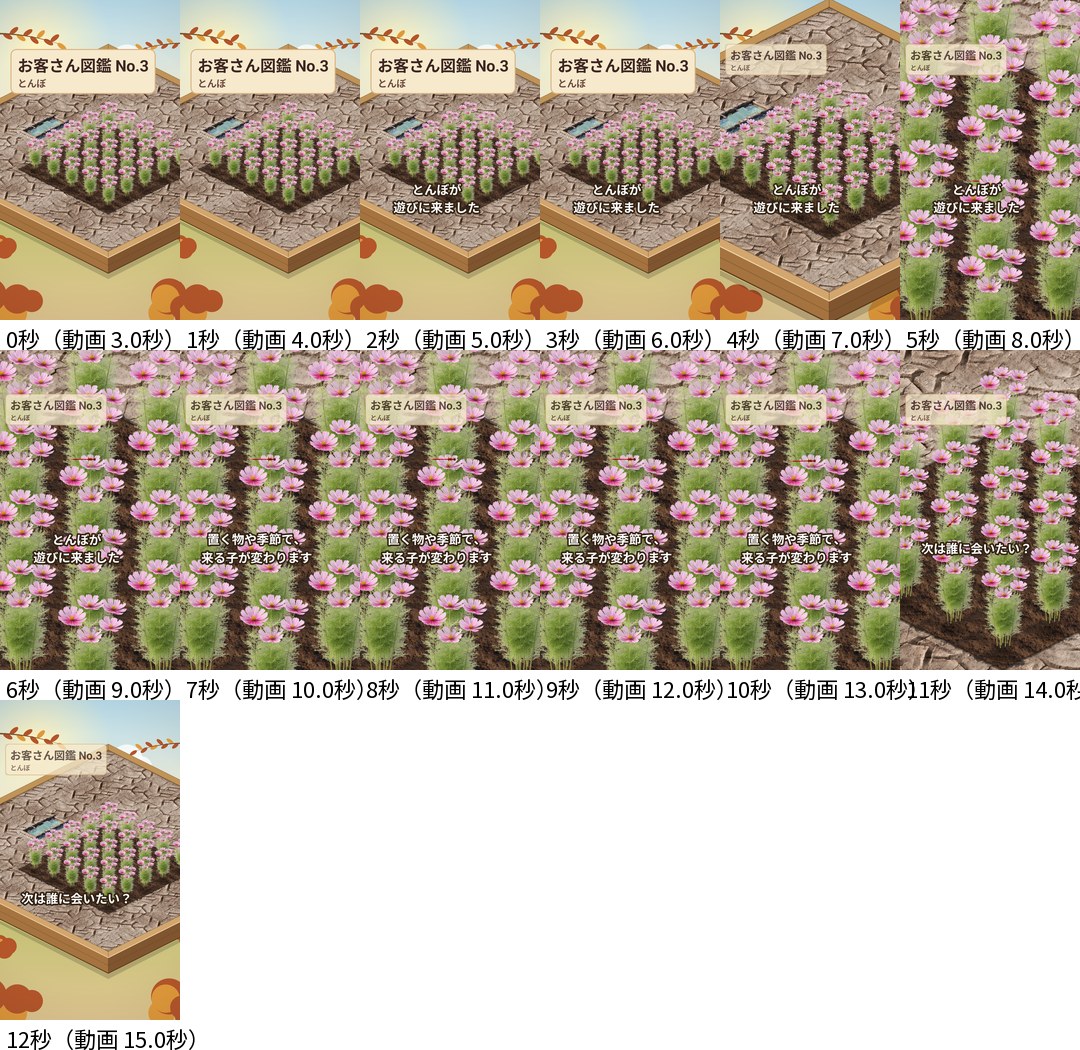 お客さん図鑑 No.3
とんぼ
お客さん図鑑 No.3
とんぼ
お客さん図鑑 No.3
とんぼ
とんぼが
遊びに来ました
お客さん図鑑 No.3
とんぼ
とんぼが
遊びに来ました
お客さん図鑑 No.3
とんぼ
とんぼが
遊びに来ました
お客さん図鑑 No.3
とんぼ
とんぼが
遊びに来ました
0秒（動画 3.0秒）
1秒（動画 4.0秒）
2秒（動画 5.0秒）
3秒（動画 6.0秒）
4秒（動画 7.0秒）
5秒（動画 8.0秒）
お客さん図鑑 No.3
とんぼ
とんぼが
遊びに来ました
お客さん図鑑 No.3
とんぼ
置く物や季節で、
来る子が変わります
お客さん図鑑 No.3
とんぼ
置く物や季節で、
来る子が変わります
お客さん図鑑 No.3
とんぼ
置く物や季節で、
来る子が変わります
お客さん図鑑 No.3
とんぼ
置く物や季節で、
来る子が変わります
お客さん図鑑 No.3
とんぼ
次は誰に会いたい？
6秒（動画 9.0秒）
7秒（動画 10.0秒）
8秒（動画 11.0秒）
9秒（動画 12.0秒）
10秒（動画 13.0秒）
11秒（動画 14.0秒
お客さん図鑑 No.3
とんぼ
次は誰に会いたい？
12秒（動画 15.0秒）